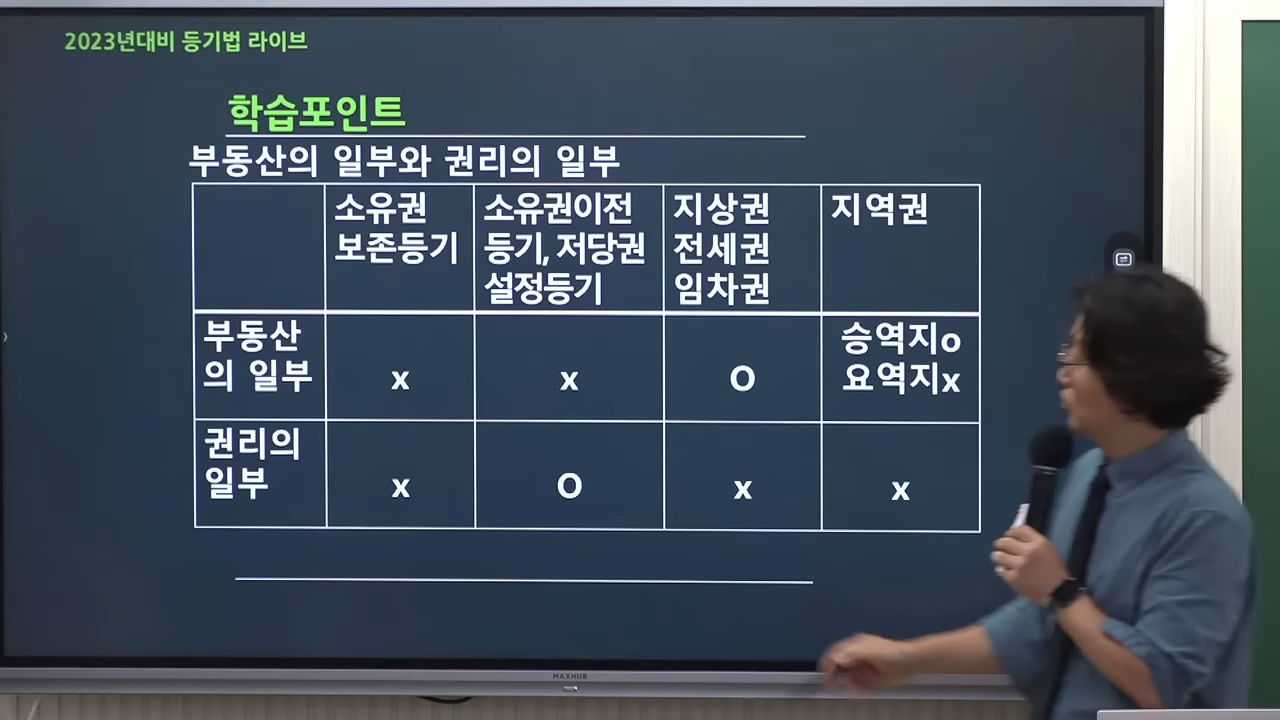 2023년대비 등기법 라이브
학습포인트
부동산의 일부와 권리의 일부
소유권
보존등기
소유권이전
등기, 저당권
설정등기
지상권
전세권
임차권
지역권
부동산
의 일부
x
x
O
승역지o
요역지x
권리의
일부
x
O
x
x
MAXHUB